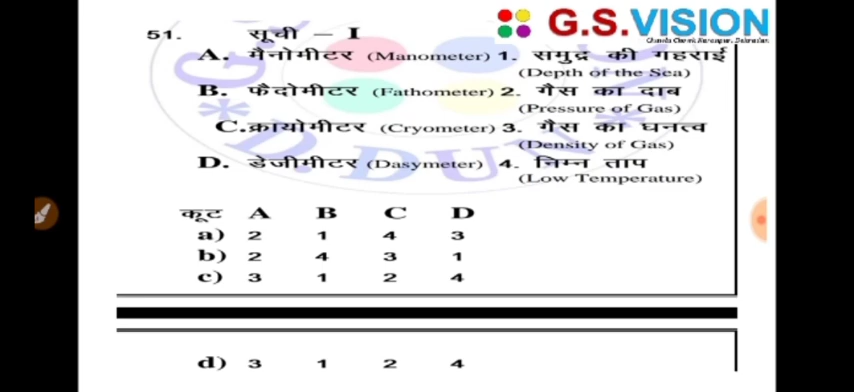 G.S.VISION
51. सूची – I
A. मैनोमीटर (Manometer) 1. समुद्र की गहराई
(Depth of the Sea)
B. फैदोमीटर (Fathometer) 2. गैस का दाब
(Pressure of Gas)
C.क्रायोमीटर (Cryometer) 3. गैस का घनत्व
(Density of Gas)
D. डेजीमीटर (Dasymeter) 4. निम्न ताप
(Low Temperature)
कूट A B C D
a) 2 1 4 3
b) 2 4 3 1
c) 3 1 2 4
d) 3 1 2 4